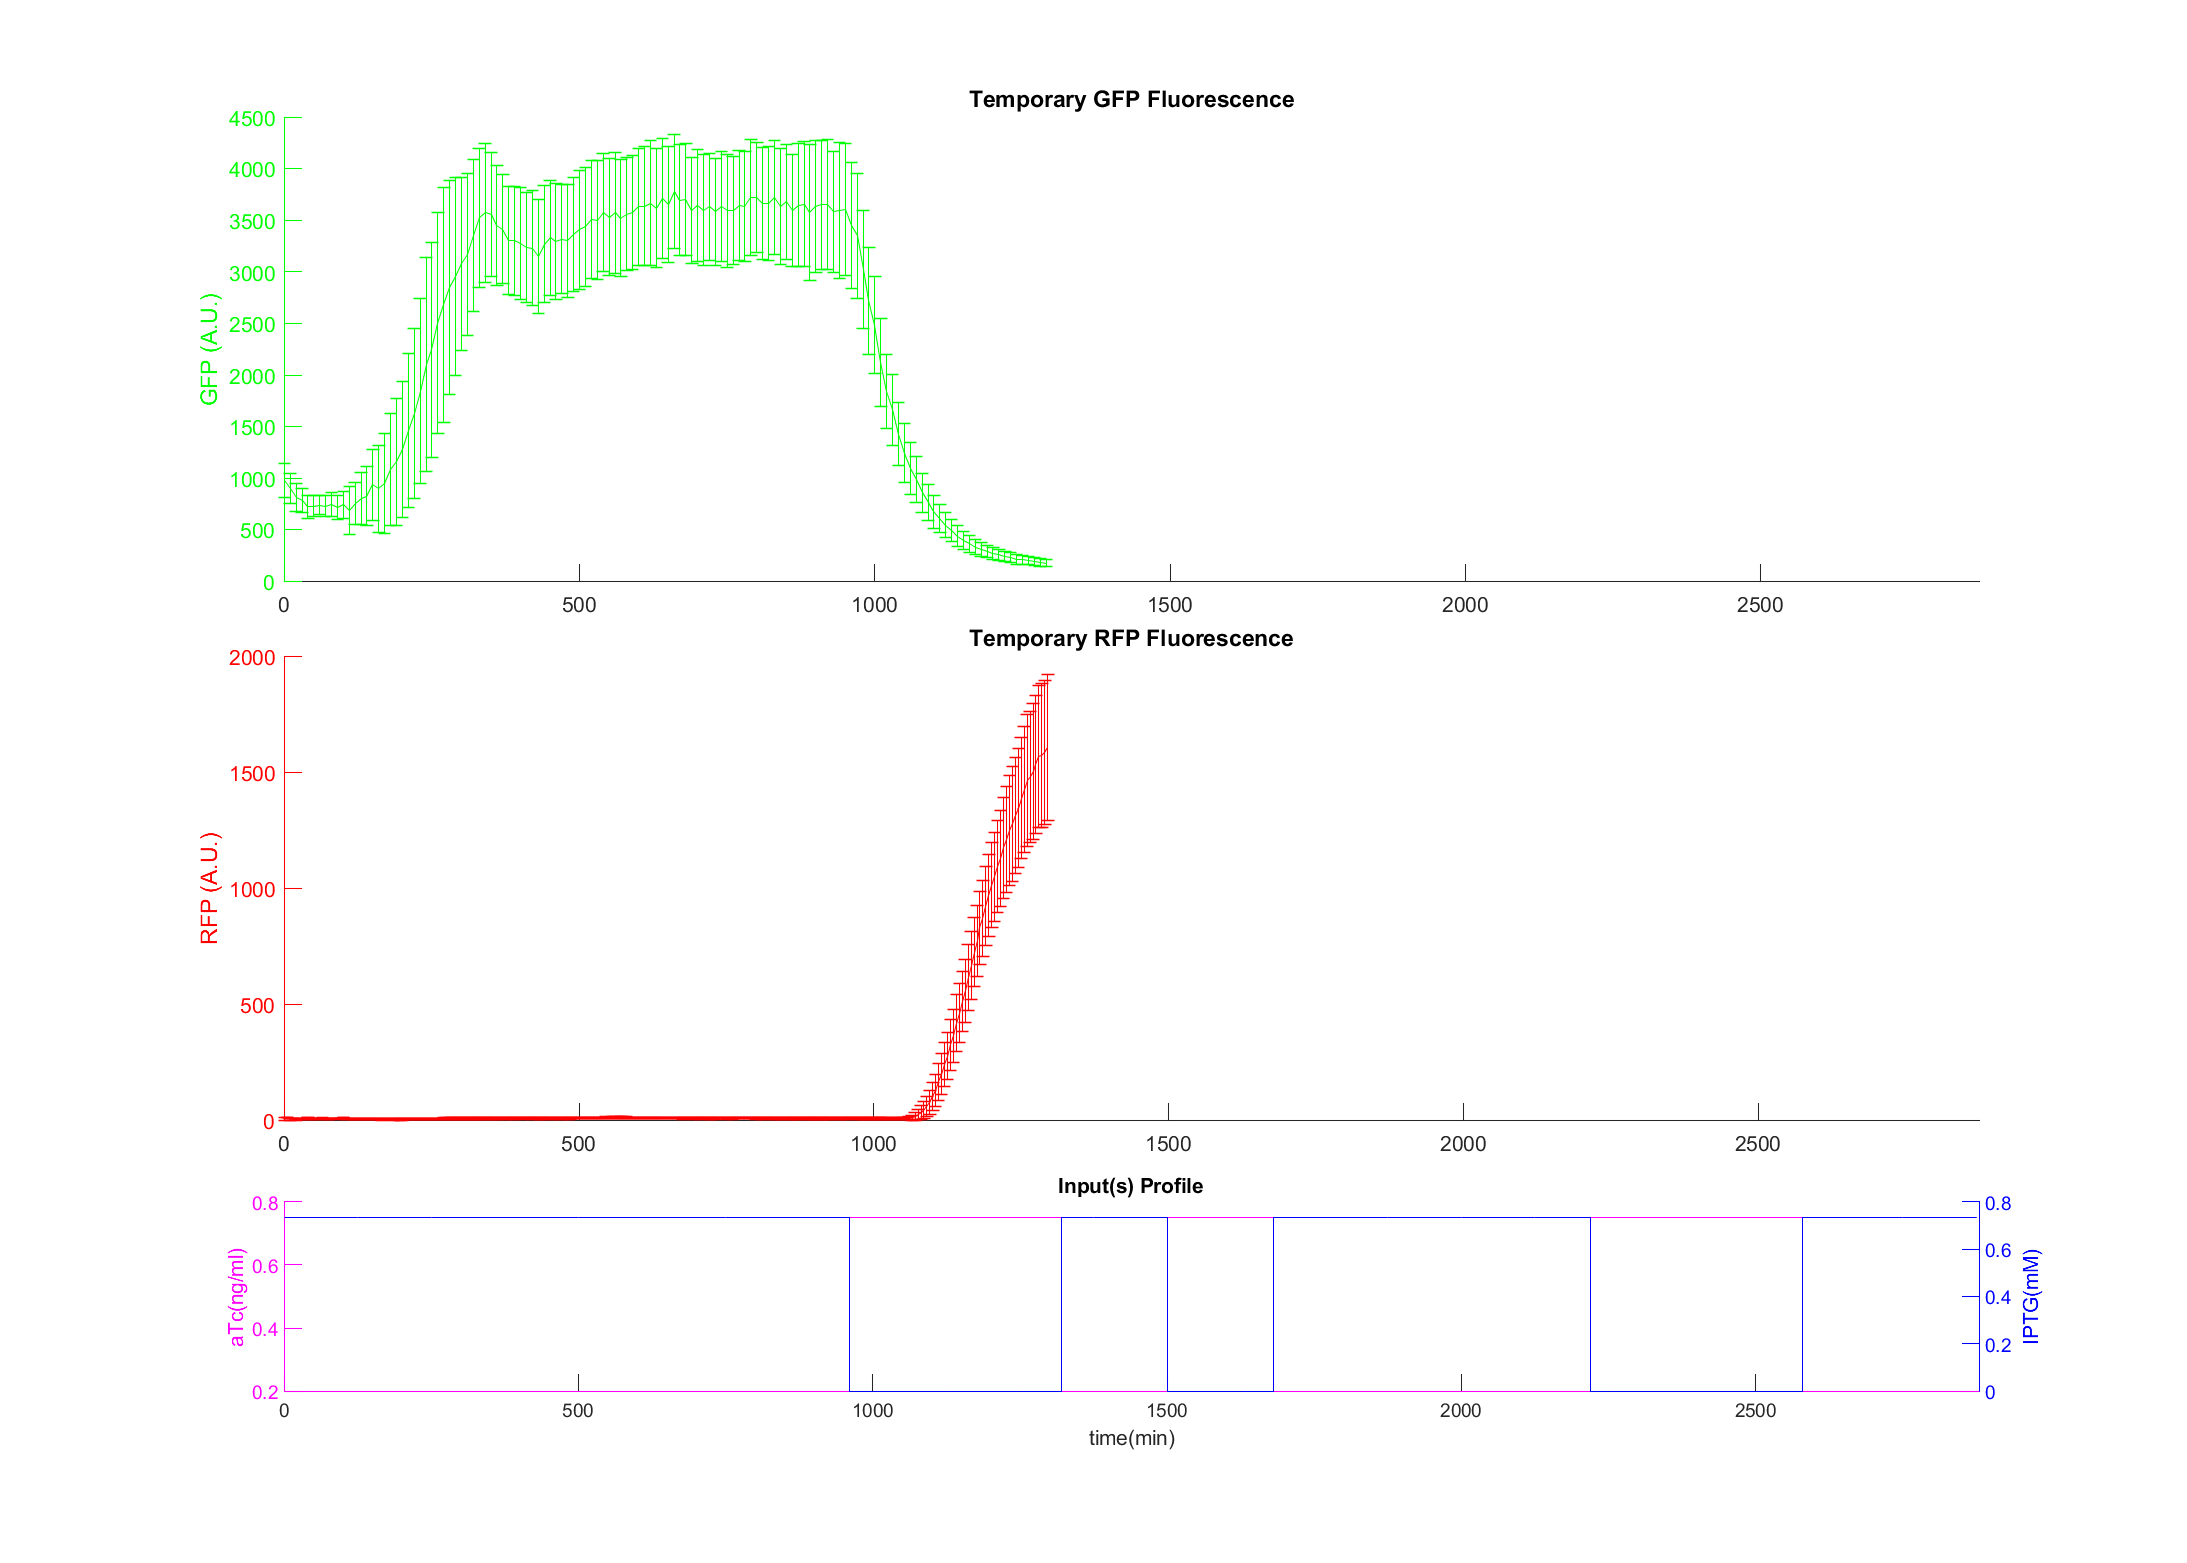 Temporary GFP Fluorescence
4500
4000
3500
3000
2500
2000
1500
1000
500
0
GFP (A.U.)
0 500 1000 1500 2000 2500
Temporary RFP Fluorescence
2000
1500
1000
500
0
RFP (A.U.)
0 500 1000 1500 2000 2500
Input(s) Profile
0.8
0.6
0.4
0.2
aTc(ng/ml)
0.8
0.6
0.4
0.2
0
IPTG(mM)
0 500 1000 1500 2000 2500
time(min)